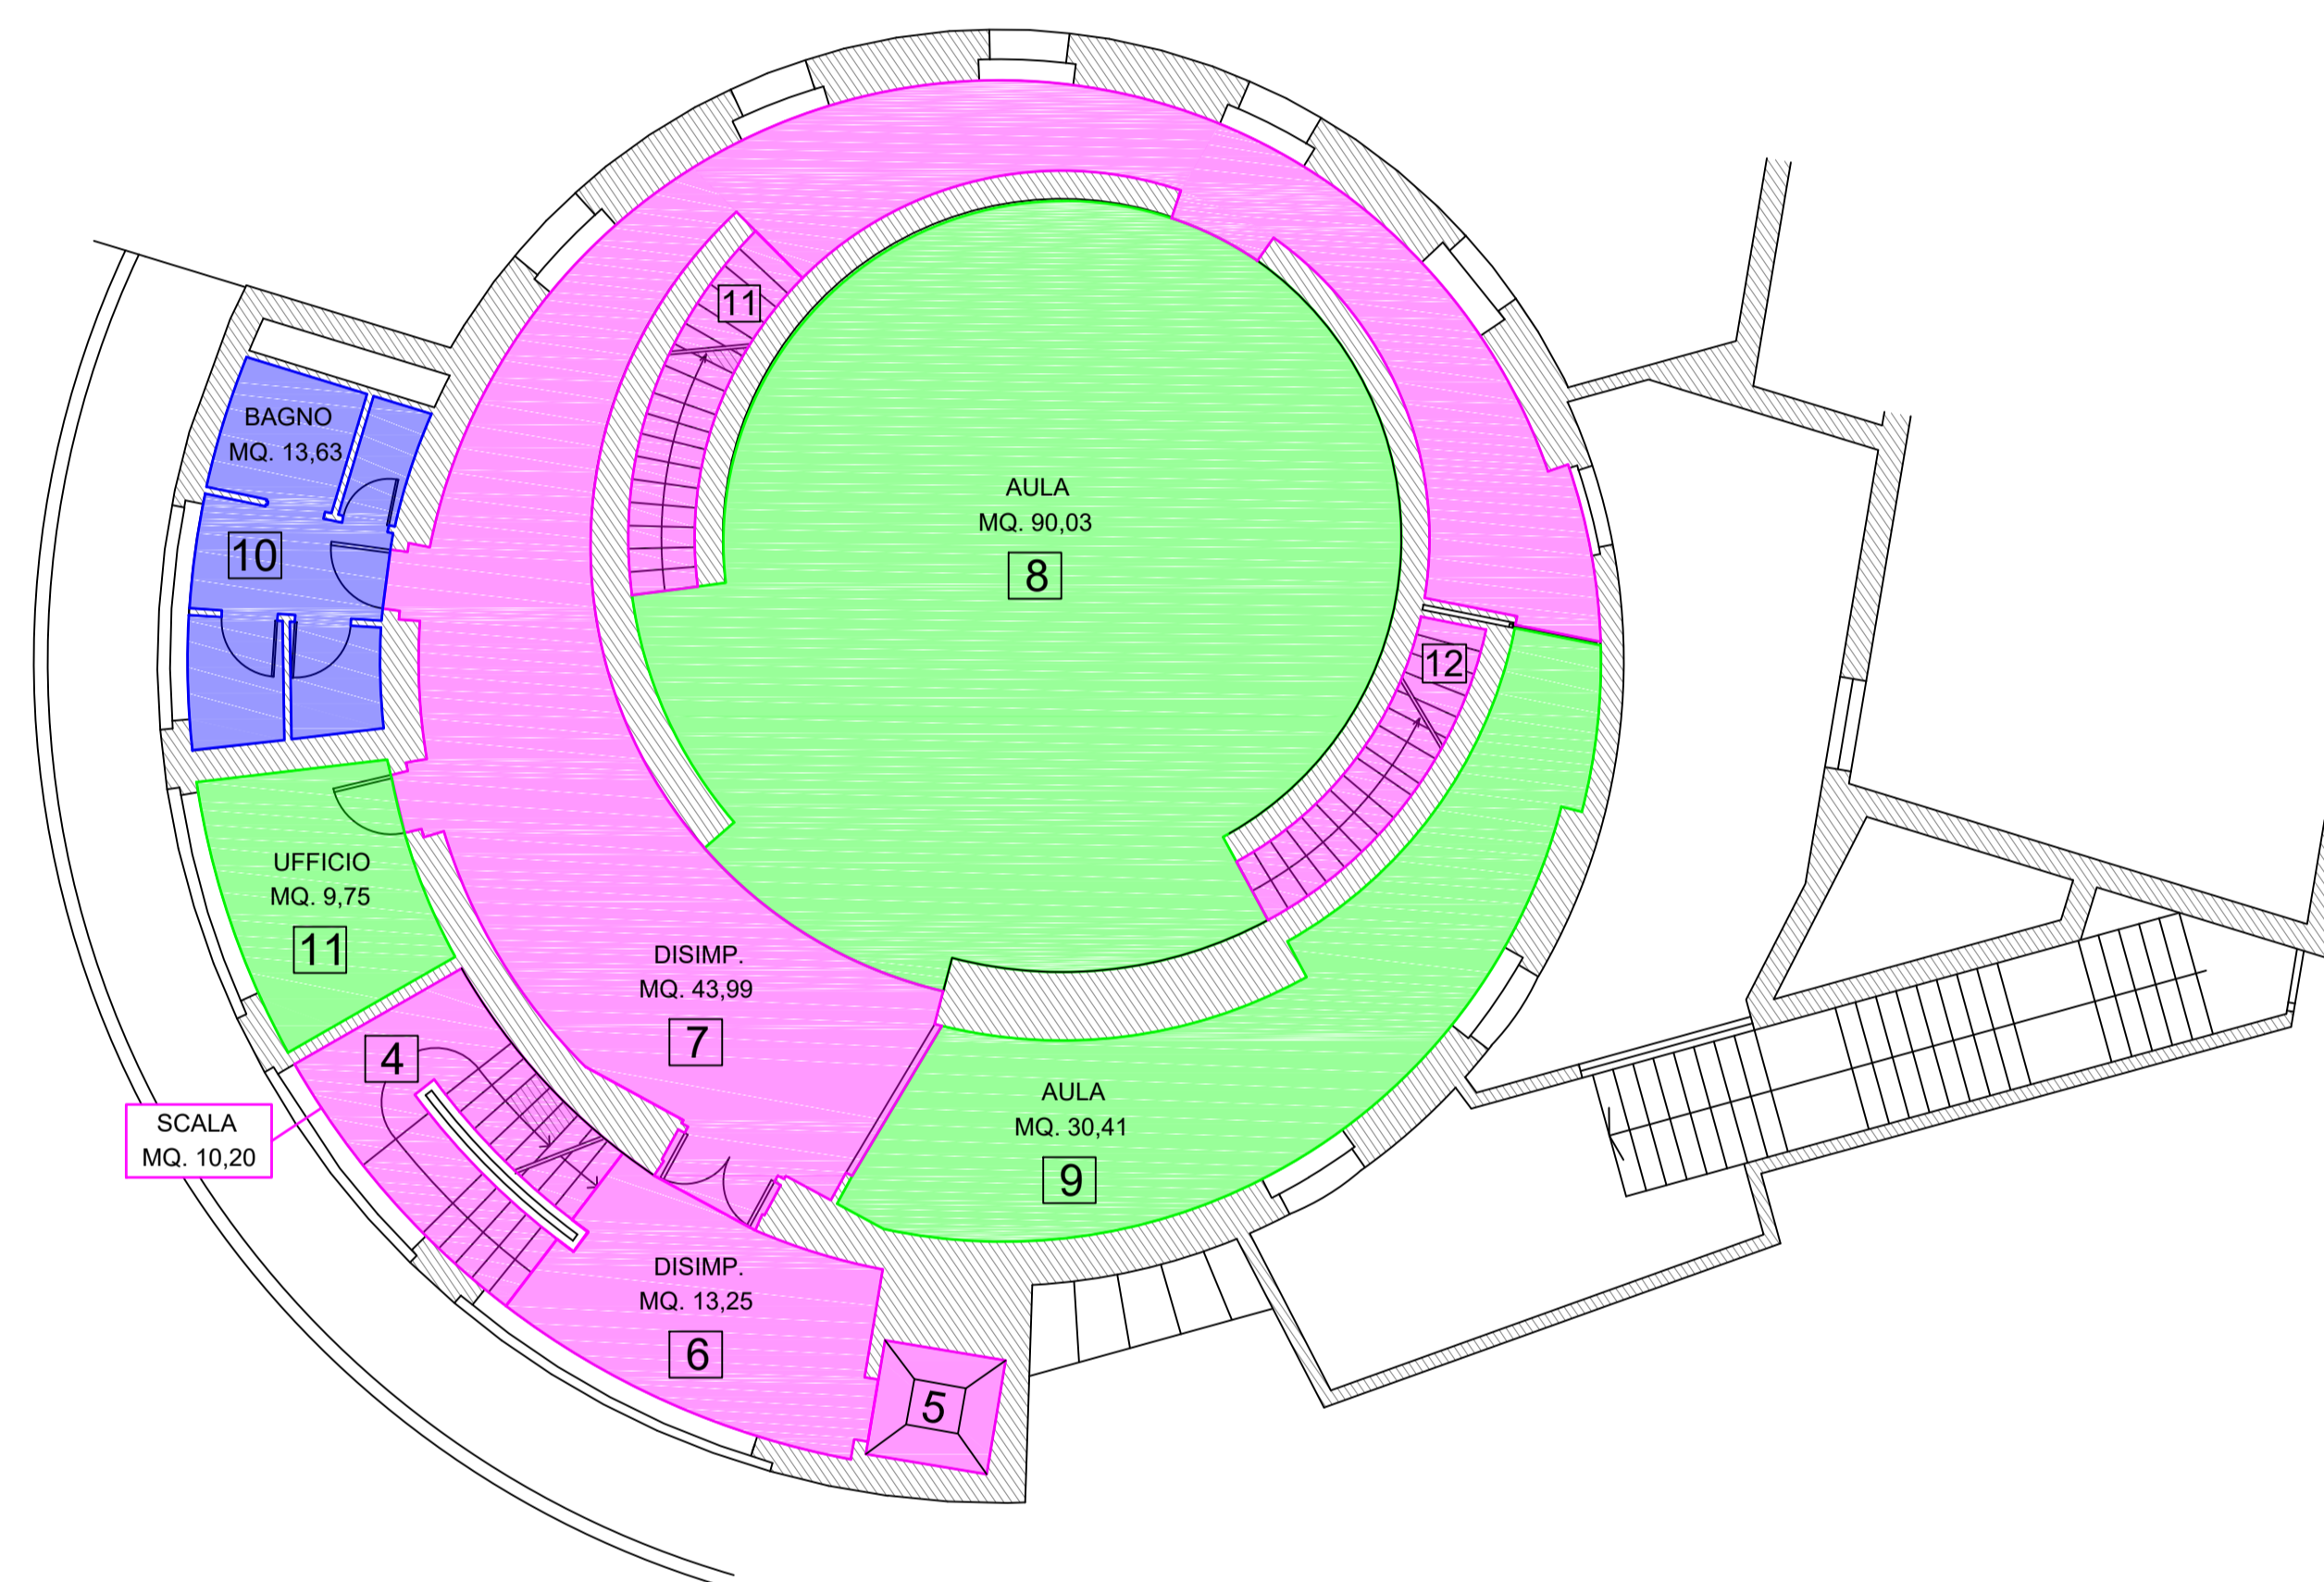 11
BAGNO
MQ. 13,63
10
AULA
MQ. 90,03
8
12
UFFICIO
MQ. 9,75
11
DISIMP.
MQ. 43,99
7
4
SCALA
MQ. 10,20
AULA
MQ. 30,41
9
DISIMP.
MQ. 13,25
6
5